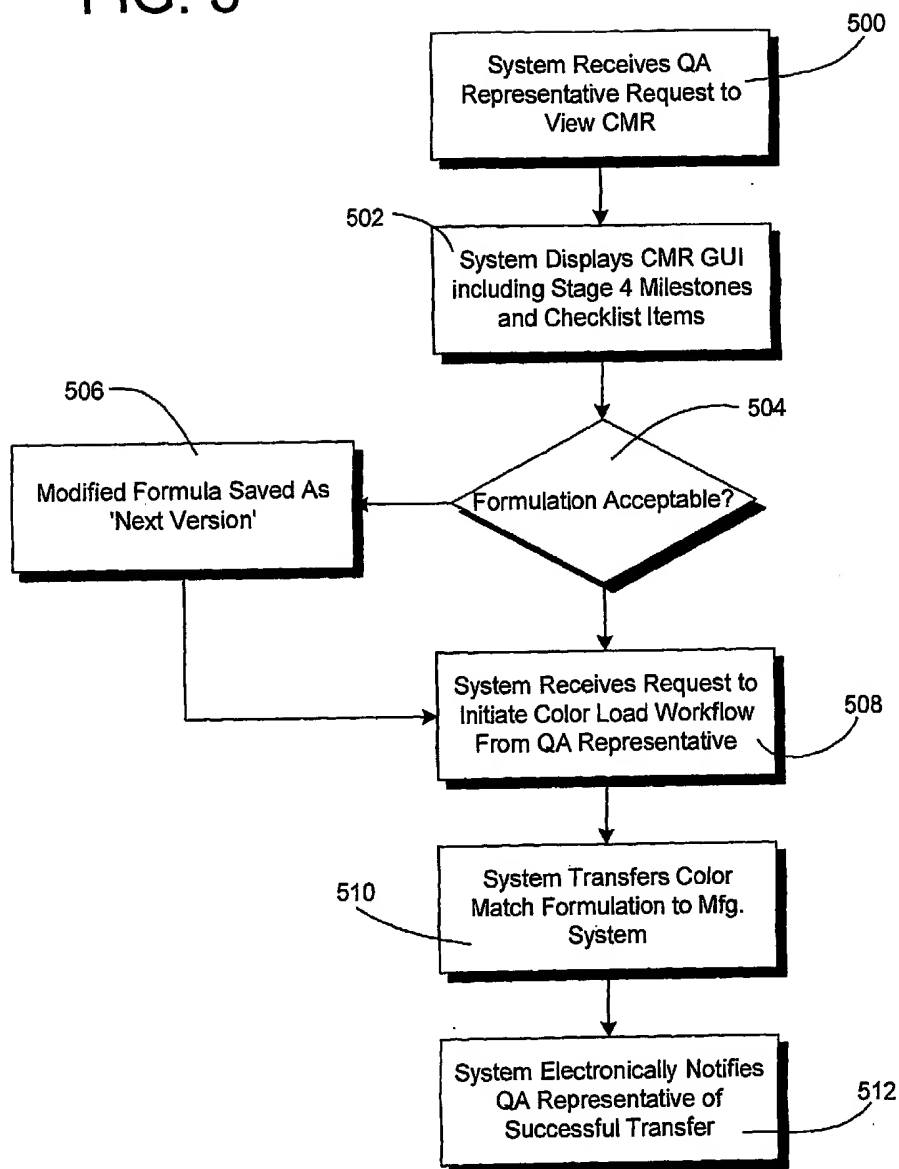 500
System Receives QA
Representative Request to
View CMR
502
System Displays CMR GUI
including Stage 4 Milestones
and Checklist Items
506
504
Modified Formula Saved As
'Next Version'
Formulation Acceptable?
System Receives Request to
Initiate Color Load Workflow
From QA Representative
508
510
System Transfers Color
Match Formulation to Mfg.
System
System Electronically Notifies
QA Representative of
Successful Transfer
512